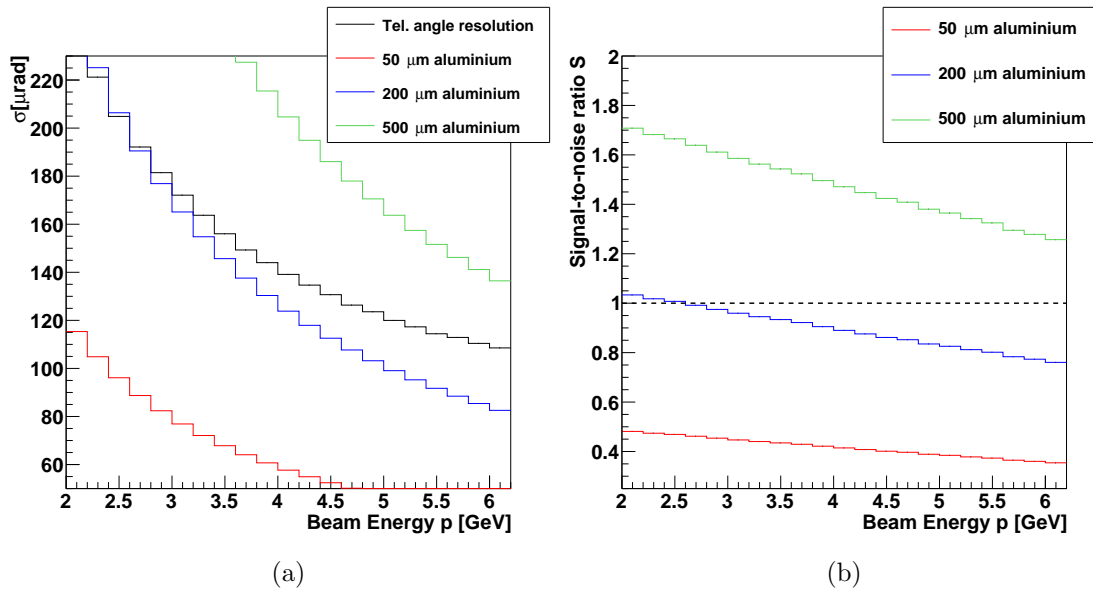 Tel. angle resolution
50 μm aluminium
200 μm aluminium
500 μm aluminium
σ[μrad]
220
200
180
160
140
120
100
80
60
2 2.5 3 3.5 4 4.5 5 5.5 6
Beam Energy p [GeV]
(a)
50 μm aluminium
200 μm aluminium
500 μm aluminium
Signal-to-noise ratio S
2
1.8
1.6
1.4
1.2
1
0.8
0.6
0.4
2 2.5 3 3.5 4 4.5 5 5.5 6
Beam Energy p [GeV]
(b)